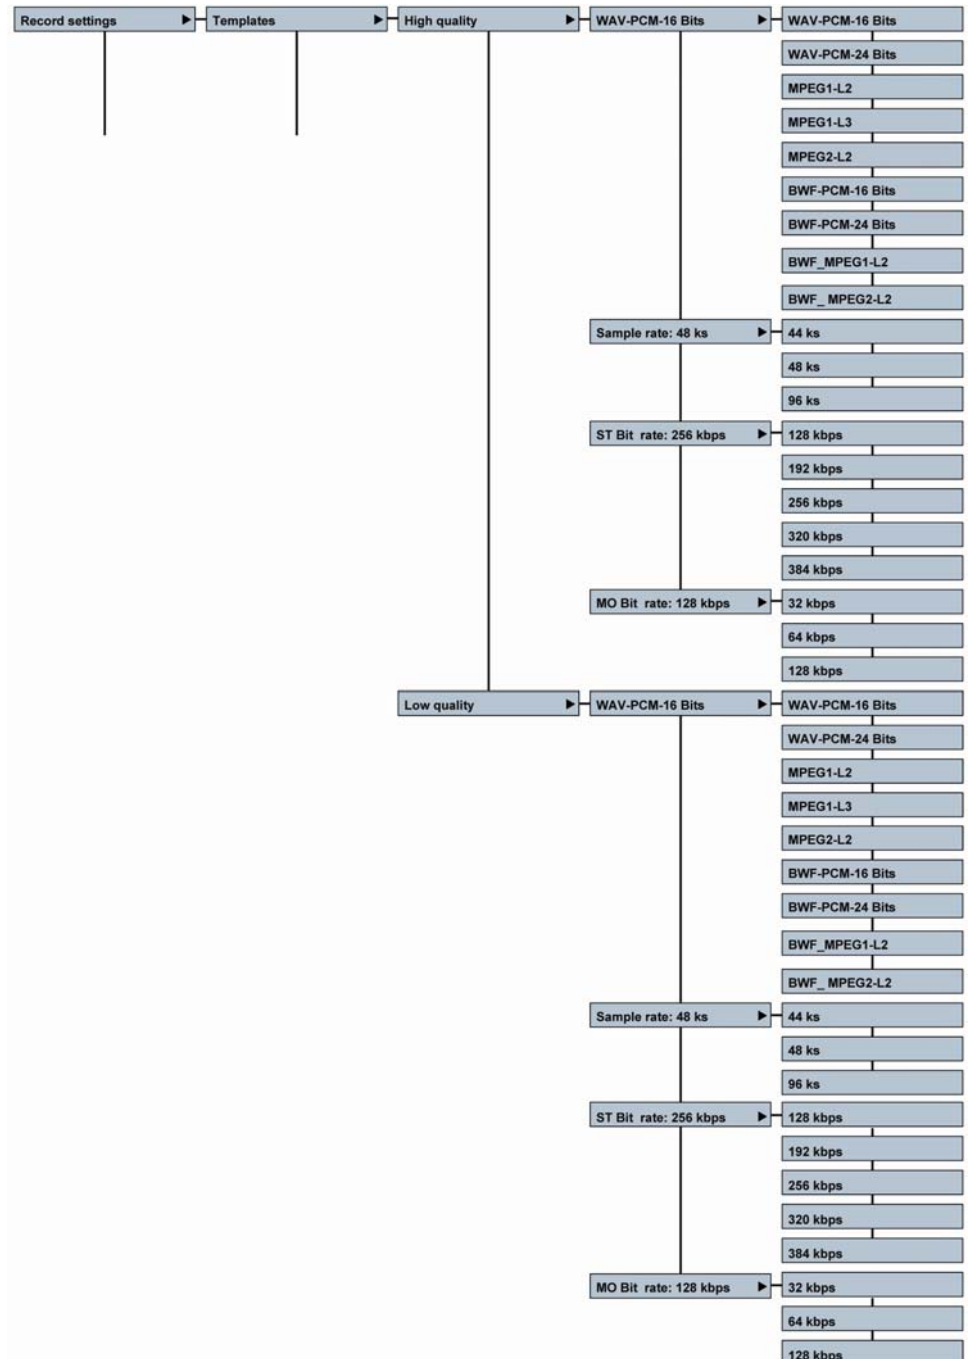 Record settings
Templates
High quality
WAV-PCM-16 Bits
WAV-PCM-16 Bits
WAV-PCM-24 Bits
MPEG1-L2
MPEG1-L3
MPEG2-L2
BWF-PCM-16 Bits
BWF-PCM-24 Bits
BWF_MPEG1-L2
BWF_ MPEG2-L2
Sample rate: 48 ks
44 ks
48 ks
96 ks
ST Bit rate: 256 kbps
128 kbps
192 kbps
256 kbps
320 kbps
384 kbps
MO Bit rate: 128 kbps
32 kbps
64 kbps
128 kbps
Low quality
WAV-PCM-16 Bits
WAV-PCM-16 Bits
WAV-PCM-24 Bits
MPEG1-L2
MPEG1-L3
MPEG2-L2
BWF-PCM-16 Bits
BWF-PCM-24 Bits
BWF_MPEG1-L2
BWF_ MPEG2-L2
Sample rate: 48 ks
44 ks
48 ks
96 ks
ST Bit rate: 256 kbps
128 kbps
192 kbps
256 kbps
320 kbps
384 kbps
MO Bit rate: 128 kbps
32 kbps
64 kbps
128 kbps